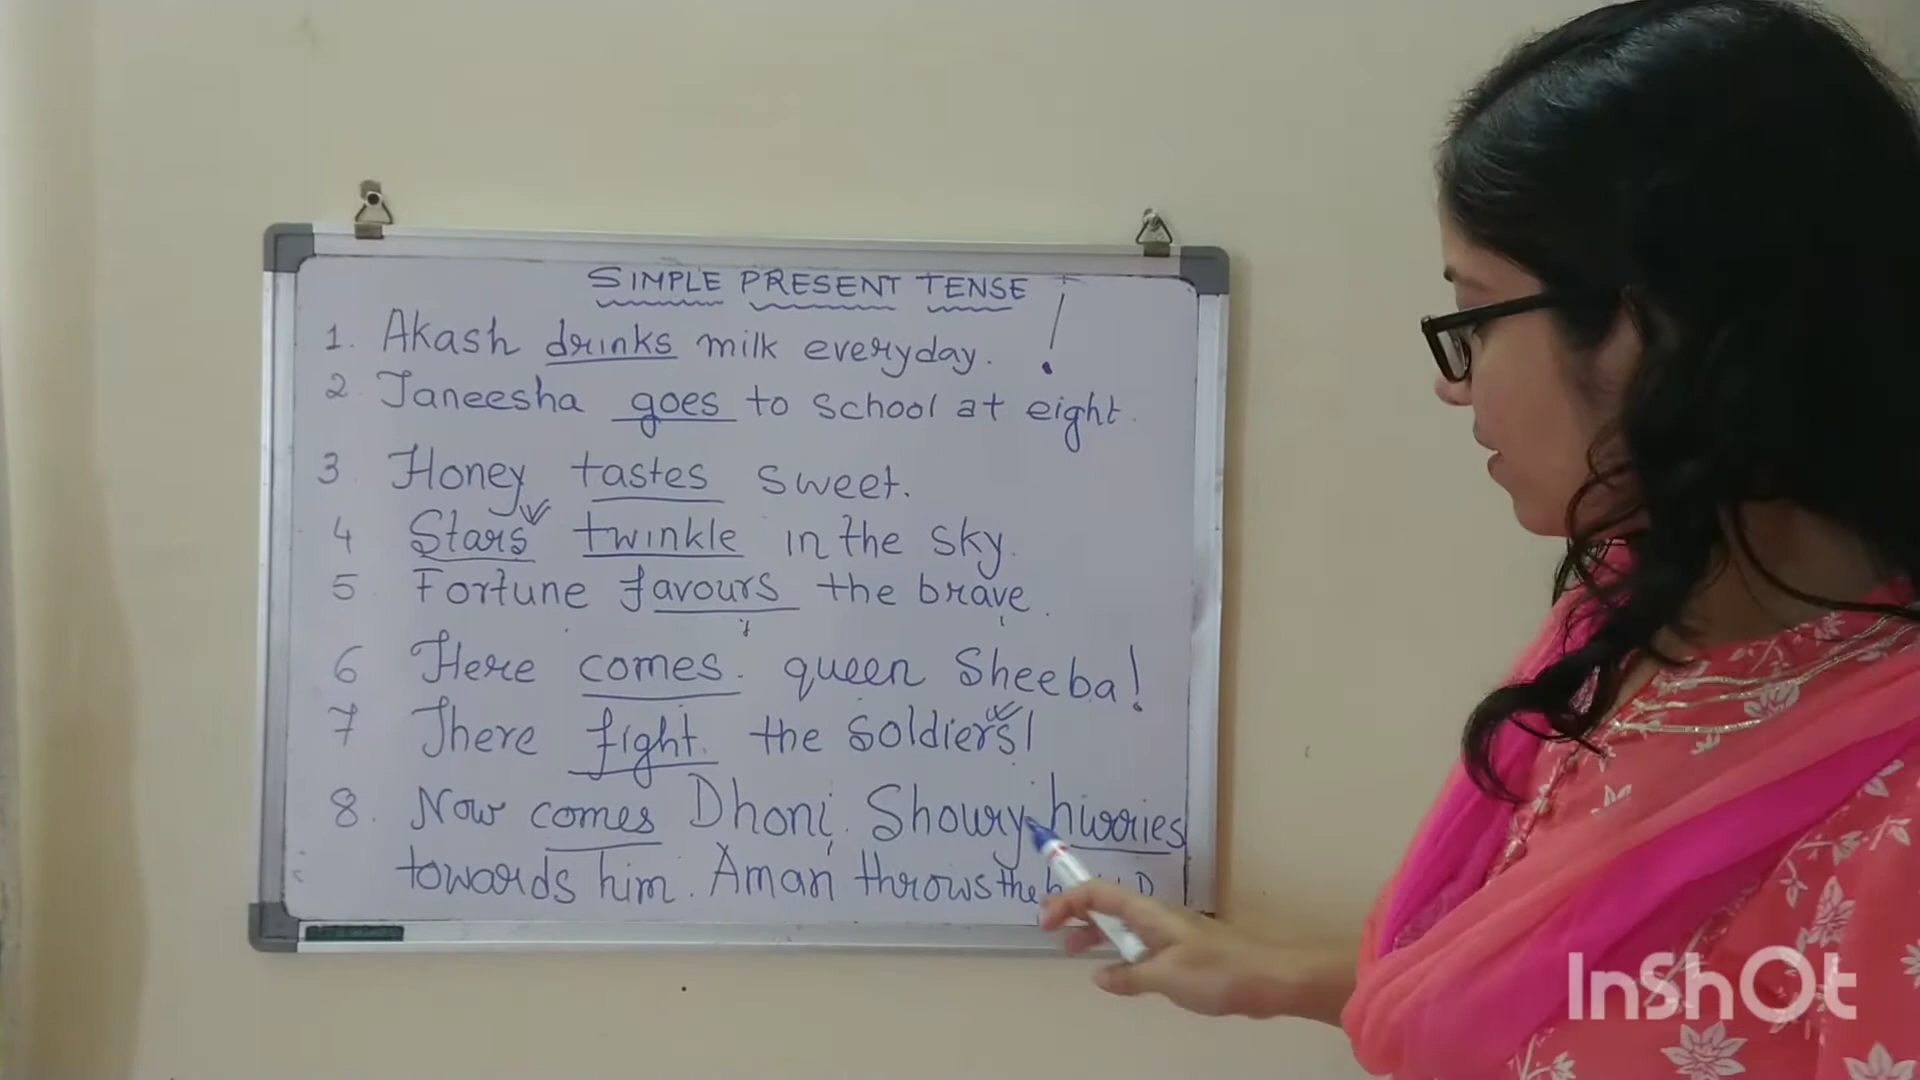 SIMPLE PRESENT TENSE !
1. Akash drinks milk everyday.
2. Janeesha goes to school at eight.
3. Honey tastes sweet.
4 Stars twinkle in the sky.
5 Fortune favours the brave.
6 Here comes queen Sheeba!
7 There fight the soldiers!
8. Now comes Dhoni. Showry hurries
towards him. Aman throws the
InShOt